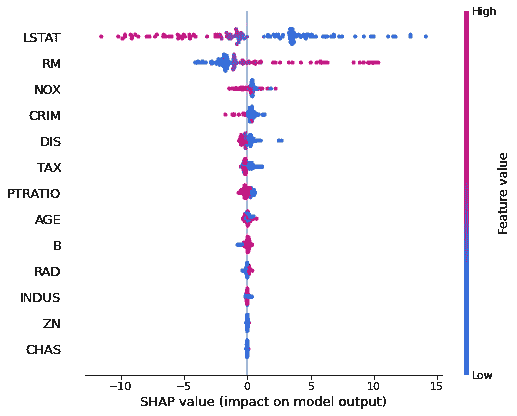 High
LSTAT
RM
NOX
CRIM
DIS
TAX
PTRATIO
AGE
B
RAD
INDUS
ZN
CHAS
Feature value
Low
−10 −5 0 5 10 15
SHAP value (impact on model output)